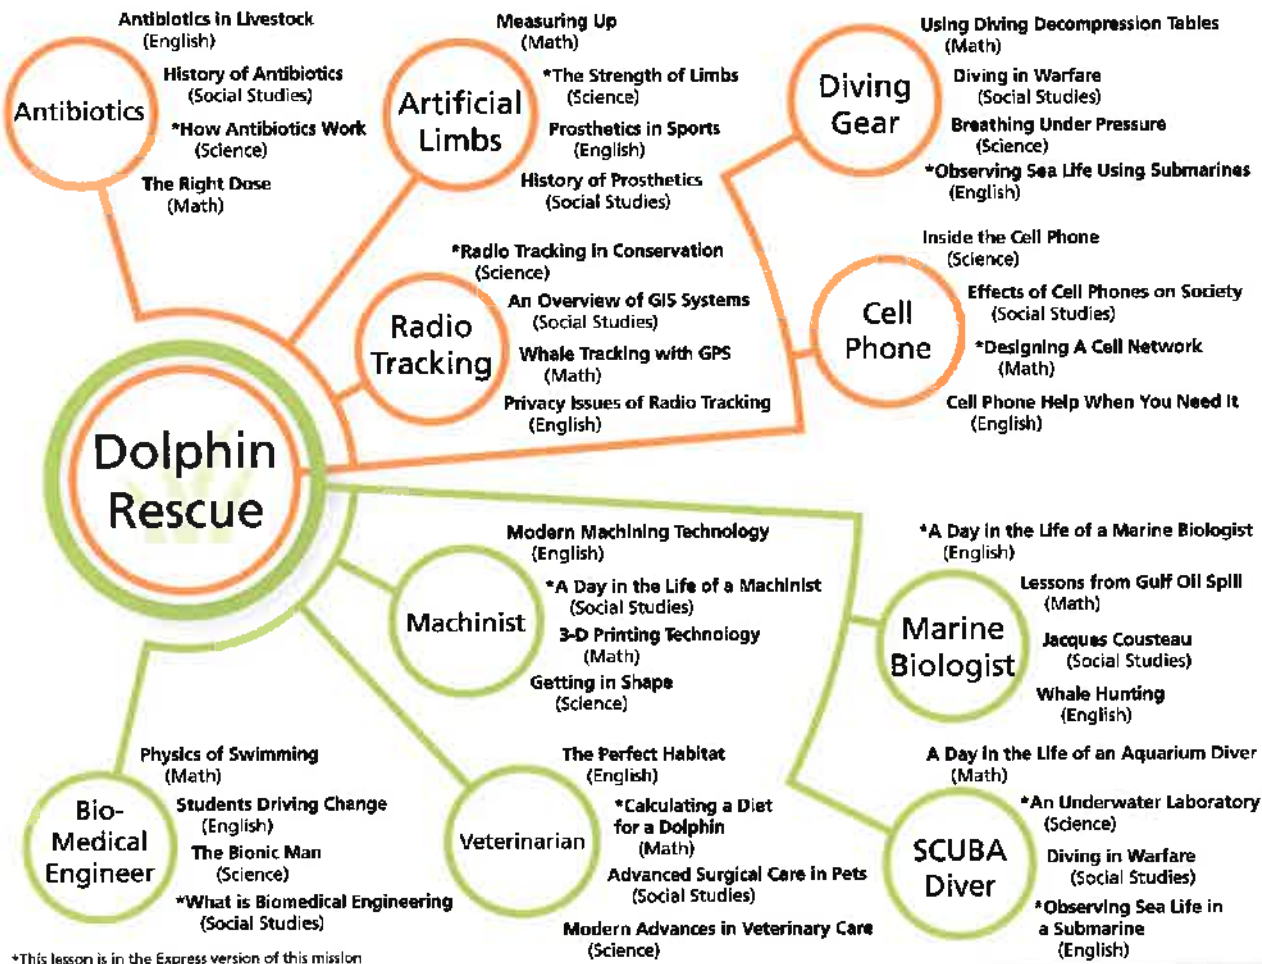 Antibiotics in Livestock
(English)
Antibiotics
History of Antibiotics
(Social Studies)
*How Antibiotics Work
(Science)
The Right Dose
(Math)
Measuring Up
(Math)
Artificial
Limbs
*The Strength of Limbs
(Science)
Prosthetics in Sports
(English)
History of Prosthetics
(Social Studies)
Using Diving Decompression Tables
(Math)
Diving
Gear
Diving in Warfare
(Social Studies)
Breathing Under Pressure
(Science)
*Observing Sea Life Using Submarines
(English)
*Radio Tracking in Conservation
(Science)
Radio
Tracking
An Overview of GIS Systems
(Social Studies)
Whale Tracking with GPS
(Math)
Privacy Issues of Radio Tracking
(English)
Inside the Cell Phone
(Science)
Cell
Phone
Effects of Cell Phones on Society
(Social Studies)
*Designing A Cell Network
(Math)
Cell Phone Help When You Need It
(English)
Dolphin
Rescue
Modern Machining Technology
(English)
Machinist
*A Day in the Life of a Machinist
(Social Studies)
3-D Printing Technology
(Math)
Getting in Shape
(Science)
*A Day in the Life of a Marine Biologist
(English)
Marine
Biologist
Lessons from Gulf Oil Spill
(Math)
Jacques Cousteau
(Social Studies)
Whale Hunting
(English)
Physics of Swimming
(Math)
Bio-
Medical
Engineer
Students Driving Change
(English)
The Bionic Man
(Science)
*What is Biomedical Engineering
(Social Studies)
The Perfect Habitat
(English)
Veterinarian
*Calculating a Diet
for a Dolphin
(Math)
Advanced Surgical Care in Pets
(Social Studies)
Modern Advances in Veterinary Care
(Science)
A Day in the Life of an Aquarium Diver
(Math)
SCUBA
Diver
*An Underwater Laboratory
(Science)
Diving in Warfare
(Social Studies)
*Observing Sea Life in
a Submarine
(English)
*This lesson is in the Express version of this mission